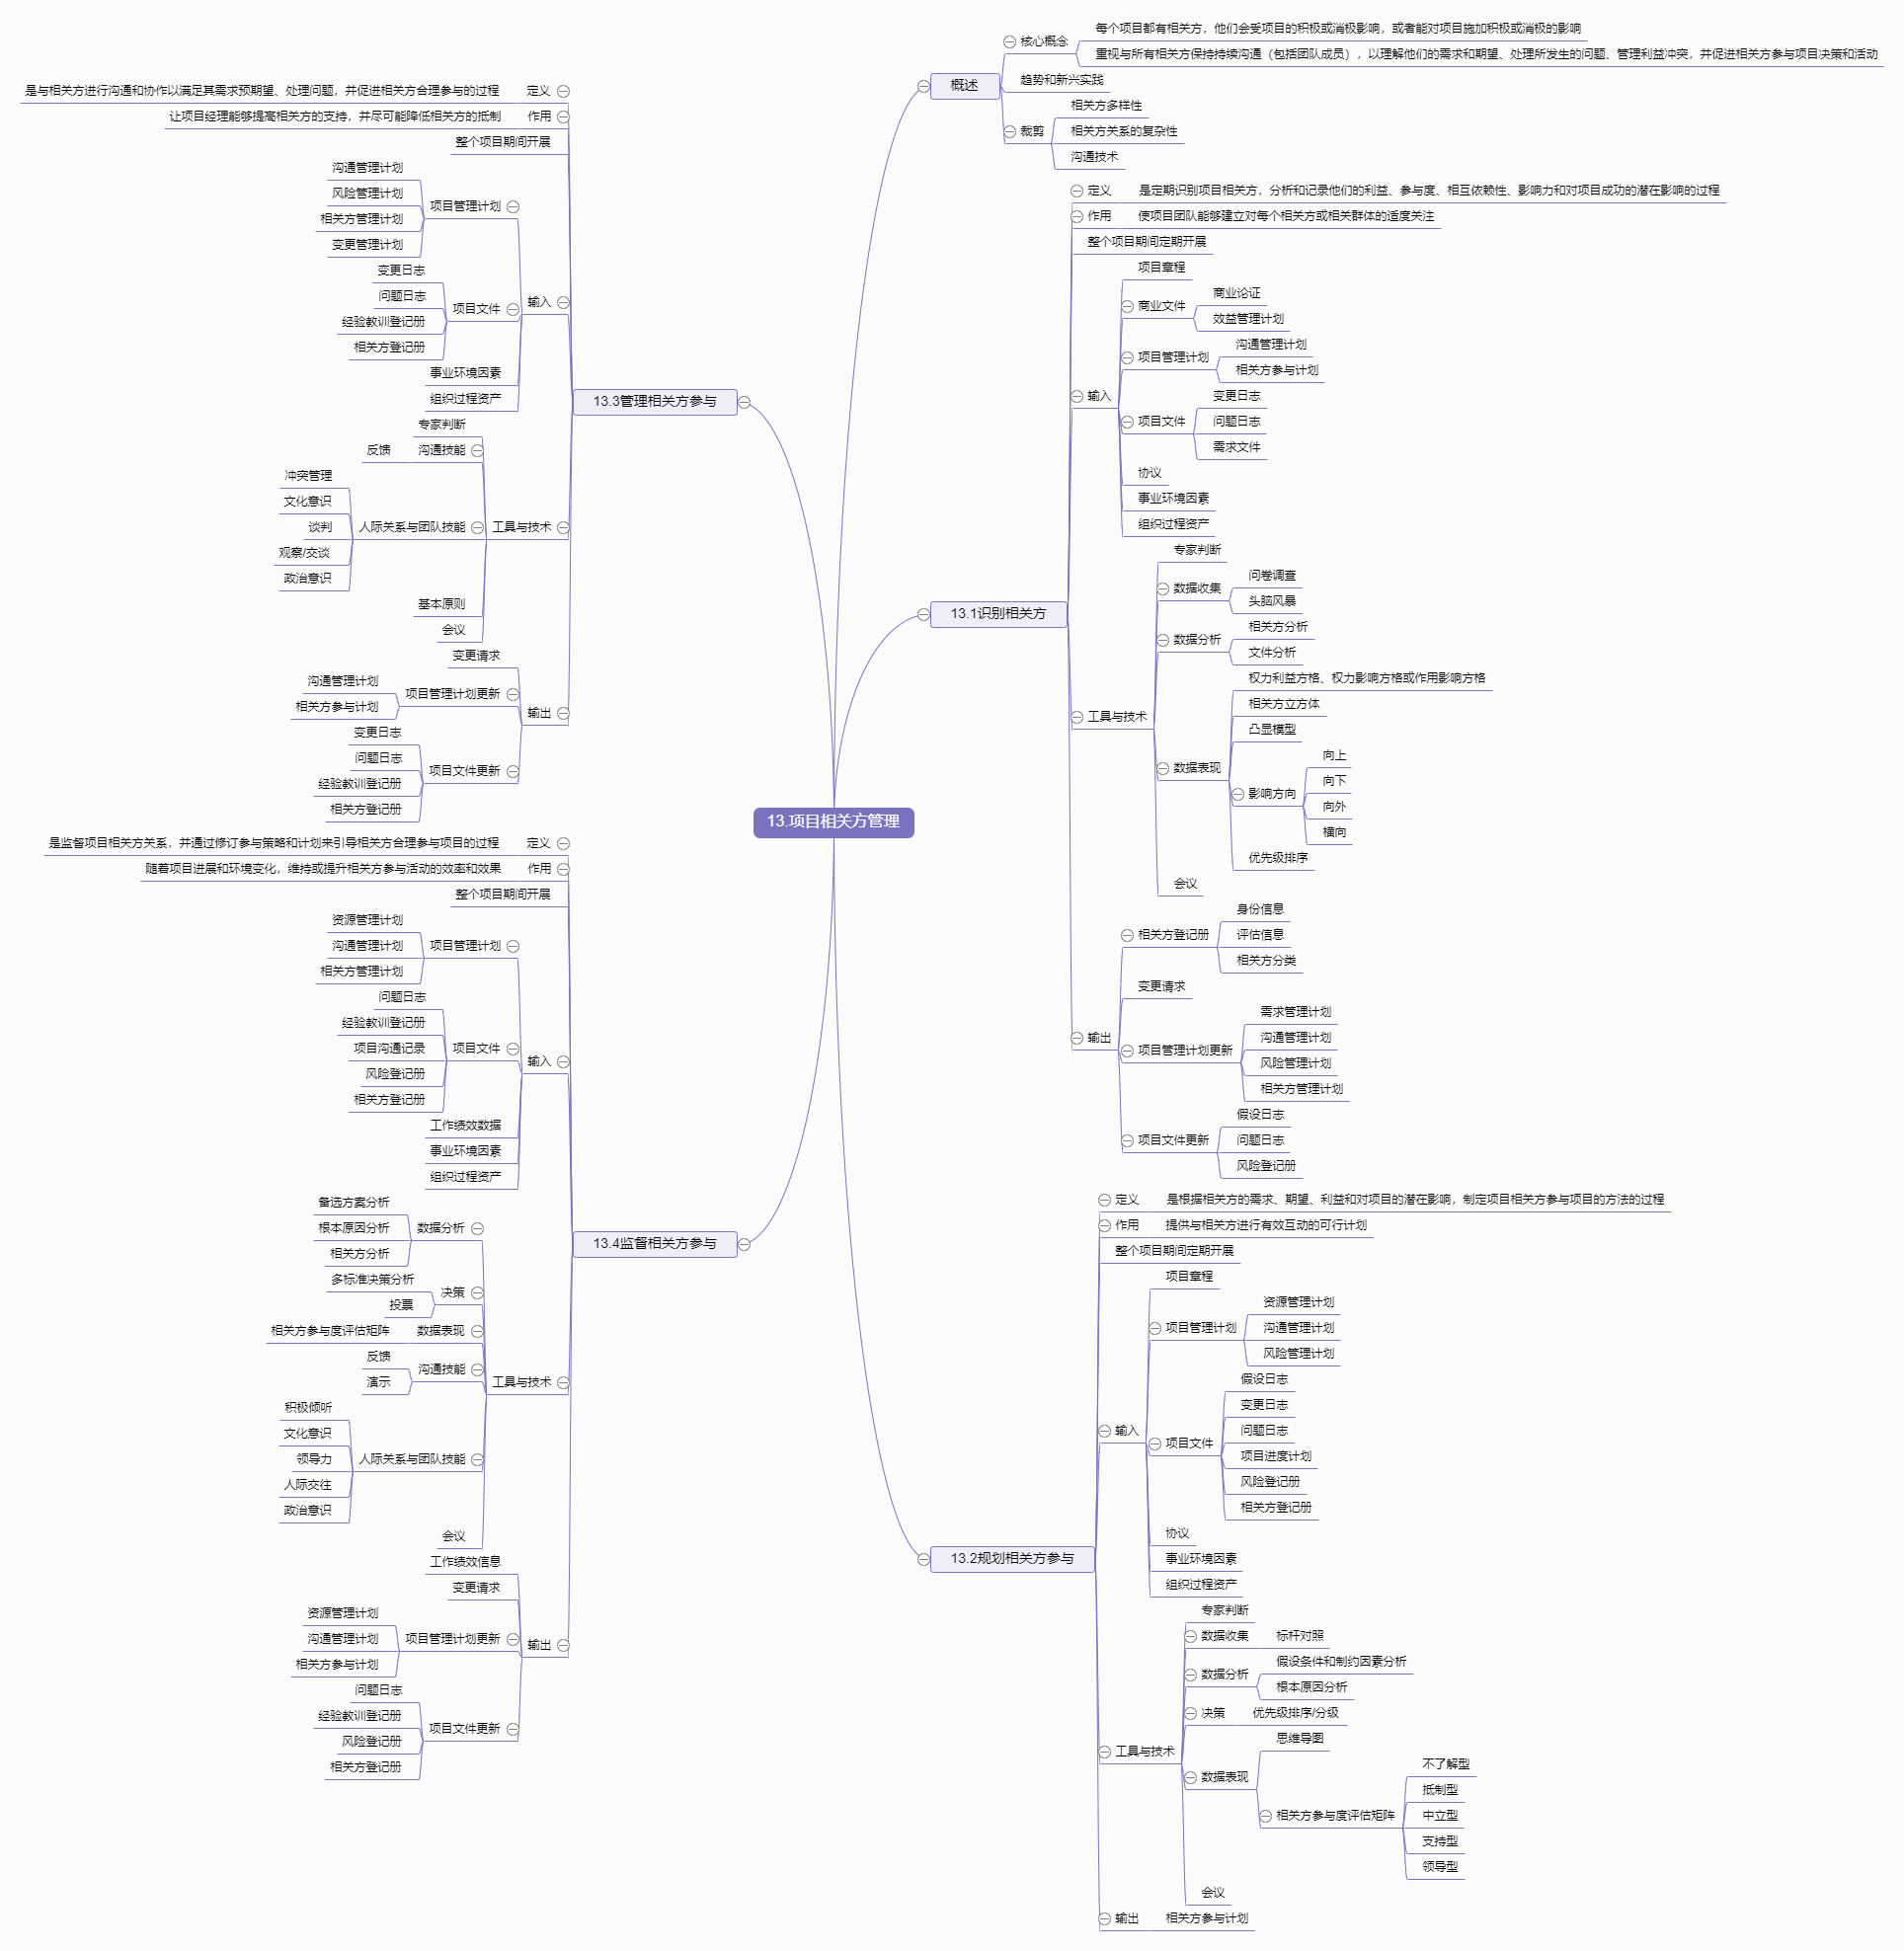 13.项目相关方管理
概述
核心概念
每个项目都有相关方，他们会受项目的积极或消极影响，或者能对项目施加积极或消极的影响
重视与所有相关方保持持续沟通（包括团队成员），以理解他们的需求和期望、处理所发生的问题、管理利益冲突，并促进相关方参与项目决策和活动
趋势和新兴实践
裁剪
相关方多样性
相关方关系的复杂性
沟通技术
13.1识别相关方
定义
是定期识别项目相关方，分析和记录他们的利益、参与度、相互依赖性、影响力和对项目成功的潜在影响的过程
作用
使项目团队能够建立对每个相关方或相关群体的适度关注
整个项目期间定期开展
输入
项目章程
商业文件
商业论证
效益管理计划
项目管理计划
沟通管理计划
相关方参与计划
项目文件
变更日志
问题日志
需求文件
协议
事业环境因素
组织过程资产
工具与技术
专家判断
数据收集
问卷调查
头脑风暴
数据分析
相关方分析
文件分析
数据表现
权力利益方格、权力影响方格或作用影响方格
相关方立方体
凸显模型
影响方向
向上
向下
向外
横向
优先级排序
会议
输出
相关方登记册
身份信息
评估信息
相关方分类
变更请求
项目管理计划更新
需求管理计划
沟通管理计划
风险管理计划
相关方管理计划
项目文件更新
假设日志
问题日志
风险登记册
13.2规划相关方参与
定义
是根据相关方的需求、期望、利益和对项目的潜在影响，制定项目相关方参与项目的方法的过程
作用
提供与相关方进行有效互动的可行计划
整个项目期间定期开展
输入
项目章程
项目管理计划
资源管理计划
沟通管理计划
风险管理计划
项目文件
假设日志
变更日志
问题日志
项目进度计划
风险登记册
相关方登记册
协议
事业环境因素
组织过程资产
工具与技术
专家判断
数据收集
标杆对照
数据分析
假设条件和制约因素分析
根本原因分析
决策
优先级排序/分级
数据表现
思维导图
相关方参与度评估矩阵
不了解型
抵制型
中立型
支持型
领导型
会议
输出
相关方参与计划
13.3管理相关方参与
定义
是与相关方进行沟通和协作以满足其需求预期望、处理问题，并促进相关方合理参与的过程
作用
让项目经理能够提高相关方的支持，并尽可能降低相关方的抵制
整个项目期间开展
输入
项目管理计划
沟通管理计划
风险管理计划
相关方管理计划
变更管理计划
项目文件
变更日志
问题日志
经验教训登记册
相关方登记册
事业环境因素
组织过程资产
工具与技术
专家判断
沟通技能
反馈
人际关系与团队技能
冲突管理
文化意识
谈判
观察/交谈
政治意识
基本原则
会议
输出
变更请求
项目管理计划更新
沟通管理计划
相关方参与计划
项目文件更新
变更日志
问题日志
经验教训登记册
相关方登记册
13.4监督相关方参与
定义
是监督项目相关方关系，并通过修订参与策略和计划来引导相关方合理参与项目的过程
作用
随着项目进展和环境变化，维持或提升相关方参与活动的效率和效果
整个项目期间开展
输入
项目管理计划
资源管理计划
沟通管理计划
相关方管理计划
项目文件
问题日志
经验教训登记册
项目沟通记录
风险登记册
相关方登记册
工作绩效数据
事业环境因素
组织过程资产
工具与技术
数据分析
备选方案分析
根本原因分析
相关方分析
决策
多标准决策分析
投票
数据表现
相关方参与度评估矩阵
沟通技能
反馈
演示
人际关系与团队技能
积极倾听
文化意识
领导力
人际交往
政治意识
会议
输出
工作绩效信息
变更请求
项目管理计划更新
资源管理计划
沟通管理计划
相关方参与计划
项目文件更新
问题日志
经验教训登记册
风险登记册
相关方登记册